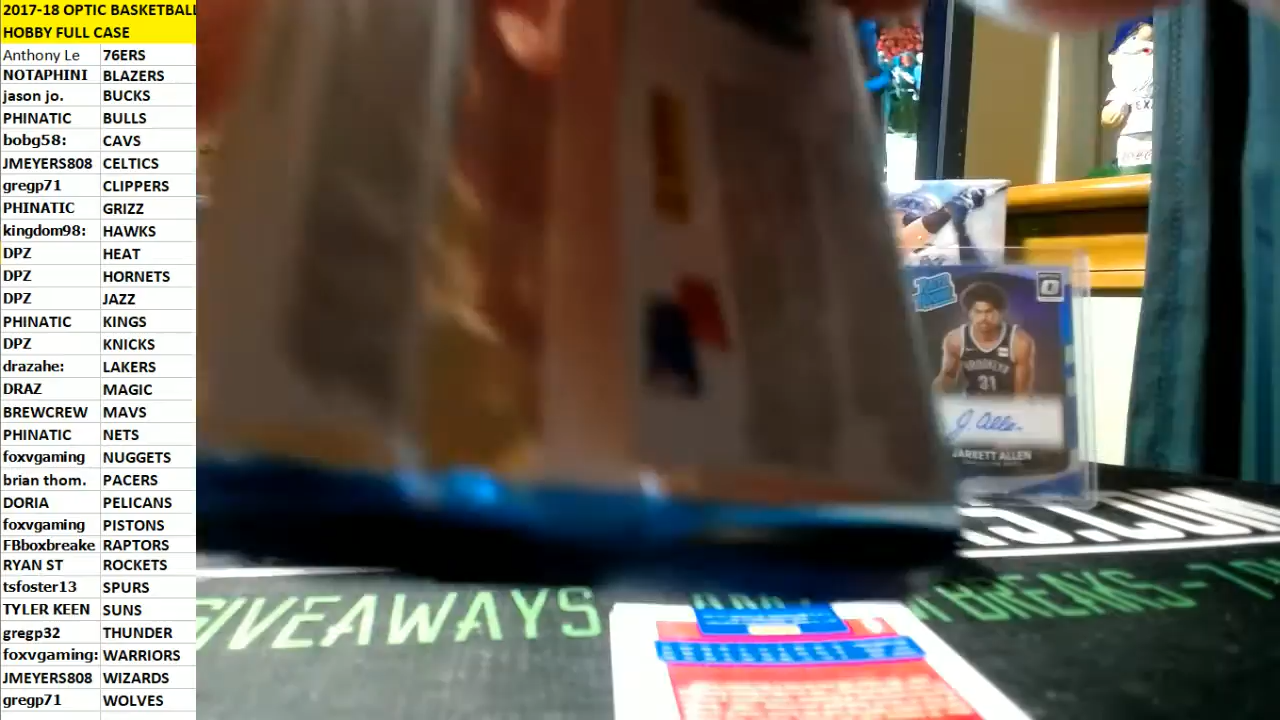 2017-18 OPTIC BASKETBALL
HOBBY FULL CASE
Anthony Le 76ERS
NOTAPHINI BLAZERS
jason jo. BUCKS
PHINATIC BULLS
bobg58: CAVS
JMEYERS808 CELTICS
gregp71 CLIPPERS
PHINATIC GRIZZ
kingdom98: HAWKS
DPZ HEAT
DPZ HORNETS
DPZ JAZZ
PHINATIC KINGS
DPZ KNICKS
drazahe: LAKERS
DRAZ MAGIC
BREWCREW MAVS
PHINATIC NETS
foxvgaming NUGGETS
brian thom. PACERS
DORIA PELICANS
foxvgaming PISTONS
FBboxbreake RAPTORS
RYAN ST ROCKETS
tsfoster13 SPURS
TYLER KEEN SUNS
gregp32 THUNDER
foxvgaming: WARRIORS
JMEYERS808 WIZARDS
gregp71 WOLVES
BROOKLYN
31
J. Alle.
JARRETT ALLEN
S.COM
GIVEAWAYS
BREAKS